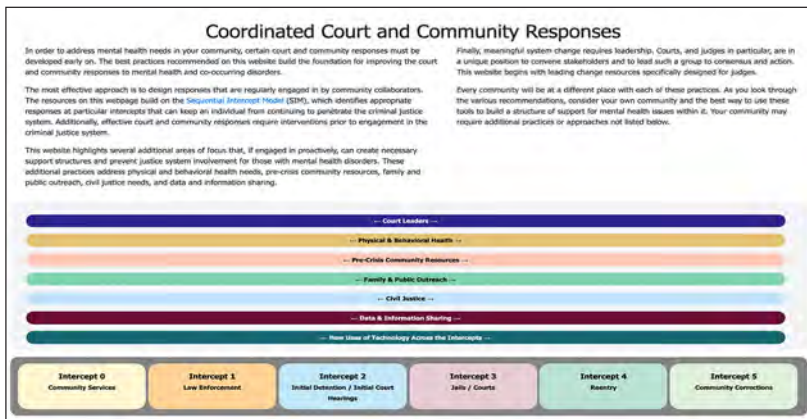 Coordinated Court and Community Responses
In order to address mental health needs in your community, certain court and community responses must be
developed early on. The best practices recommended on this website build the foundation for improving the court
and community responses to mental health and co-occurring disorders.
The most effective approach is to design responses that are regularly engaged in by community collaborators.
The resources on this webpage build on the Sequential Intercept Model (SIM), which identifies appropriate
responses at particular intercepts that can keep an individual from continuing to penetrate the criminal justice
system. Additionally, effective court and community responses require interventions prior to engagement in the
criminal justice system.
This website highlights several additional areas of focus that, if engaged in proactively, can create necessary
support structures and prevent justice system involvement for those with mental health disorders. These
additional practices address physical and behavioral health needs, pre-crisis community resources, family and
public outreach, civil justice needs, and data and information sharing.
Finally, meaningful system change requires leadership. Courts, and judges in particular, are in
a unique position to convene stakeholders and to lead such a group to consensus and action.
This website begins with leading change resources specifically designed for judges.
Every community will be at a different place with each of these practices. As you look through
the various recommendations, consider your own community and the best way to use these
tools to build a structure of support for mental health issues within it. Your community may
require additional practices or approaches not listed below.
-- Court Leaders --
-- Physical & Behavioral Health --
-- Pre-Crisis Community Resources --
-- Family & Public Outreach --
-- Civil Justice --
-- Data & Information Sharing --
-- New Uses of Technology Across the Intercepts --
Intercept 0
Community Services
Intercept 1
Law Enforcement
Intercept 2
Initial Detention / Initial Court
Hearings
Intercept 3
Jails / Courts
Intercept 4
Reentry
Intercept 5
Community Corrections